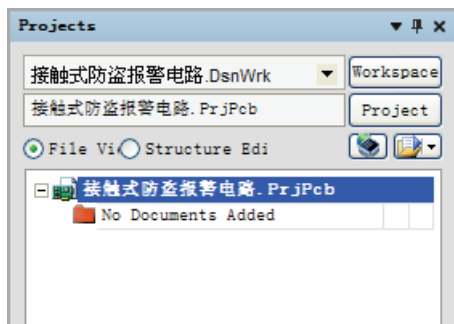 Projects
接触式防盗报警电路.DsnWrk
Workspace
接触式防盗报警电路.PrjPcb
Project
File Vi
Structure Edi
接触式防盗报警电路.PrjPcb
No Documents Added